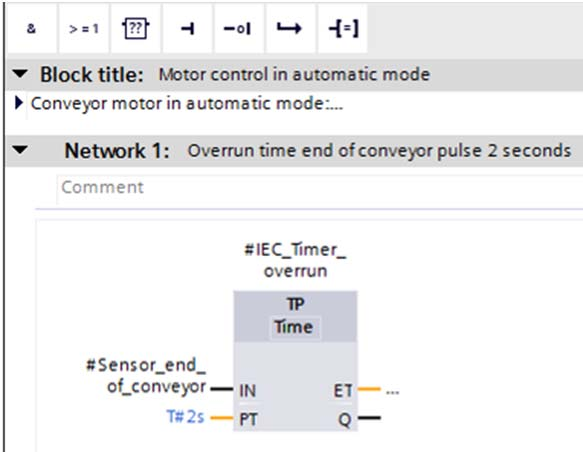 & >=1 ?? -o| -[=]
Block title: Motor control in automatic mode
Conveyor motor in automatic mode:...
Network 1: Overrun time end of conveyor pulse 2 seconds
Comment
#IEC_Timer_
overrun
TP
Time
#Sensor_end_
of_conveyor
IN ET ...
T#2s PT Q